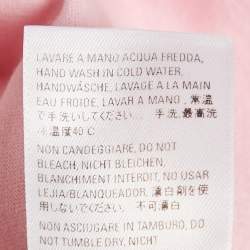 LAVARE A MANO ACQUA FREDDA,
HAND WASH IN COLD WATER,
HANDWÄSCHE, LAVAGE A LA MAIN
EAU FROIDE, LAVAR A MANO. 常温
で手洗いしてください。手洗,最高洗
水温度40℃
NON CANDEGGIARE, DO NOT
BLEACH, NICHT BLEICHEN,
BLANCHIMENT INTERDIT, NO USAR
LEJIA/BLANQUEADOR, 漂白剤を使
用しないでください。不可漂白
NON ASCIUGARE IN TAMBURO, DO
NOT TUMBLE DRY, NICHT